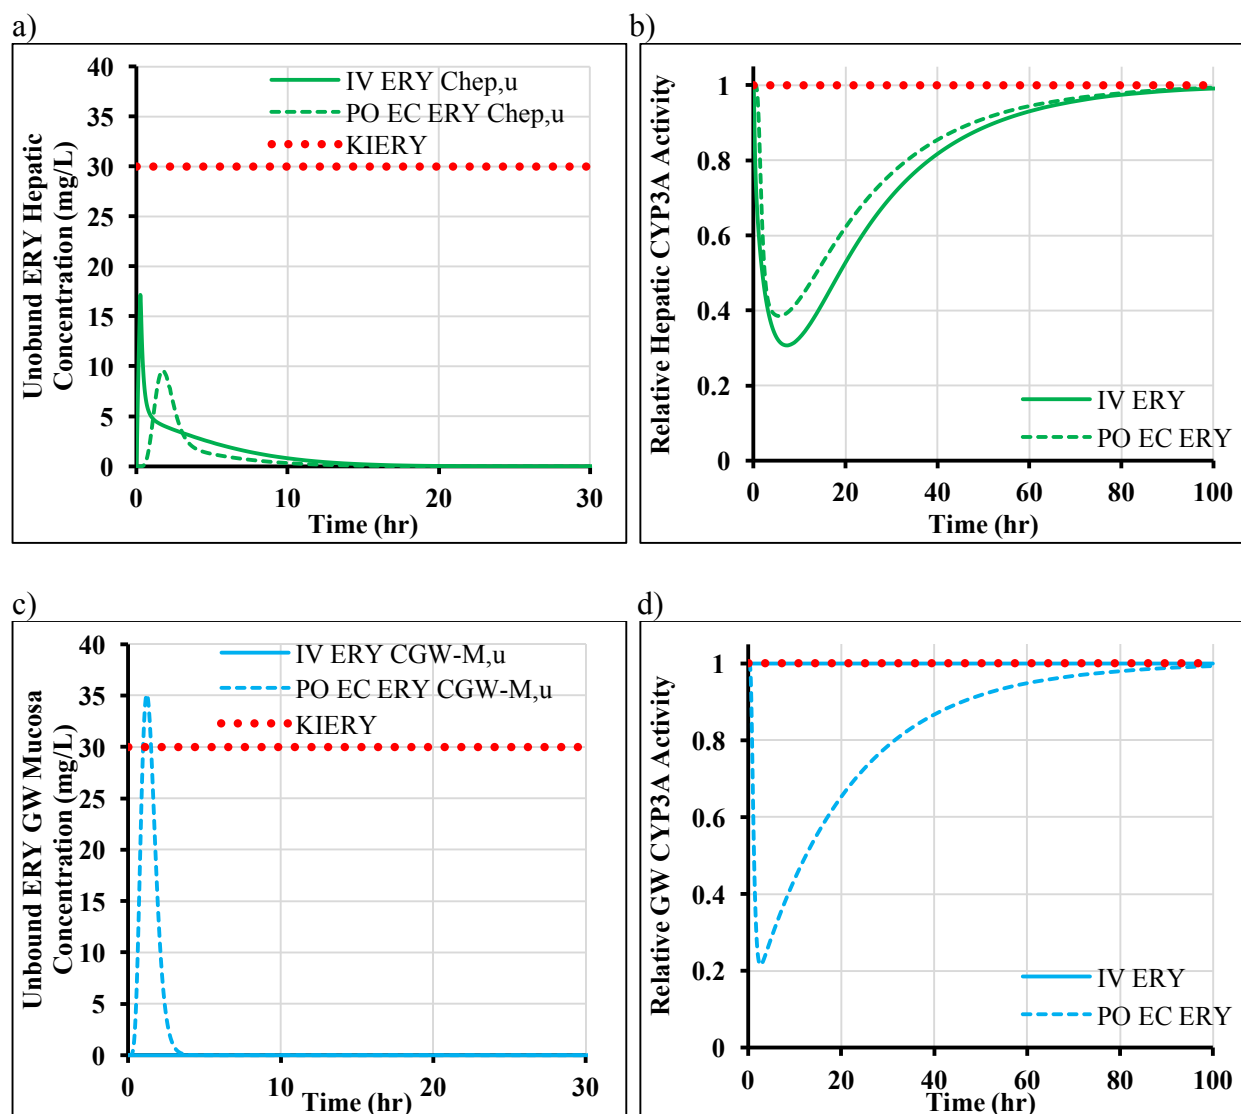 a)
IV ERY Chep,u
PO EC ERY Chep,u
KIERY
Unobund ERY Hepatic
Concentration (mg/L)
40
35
30
25
20
15
10
5
0
0 10 20 30
Time (hr)
b)
Relative Hepatic CYP3A Activity
1
0.8
0.6
0.4
0.2
0
IV ERY
PO EC ERY
0 20 40 60 80 100
Time (hr)
c)
IV ERY CGW-M,u
PO EC ERY CGW-M,u
KIERY
Unbound ERY GW Mucosa
Concentration (mg/L)
40
35
30
25
20
15
10
5
0
0 10 20 30
Time (hr)
d)
Relative GW CYP3A Activity
1
0.8
0.6
0.4
0.2
0
IV ERY
PO EC ERY
0 20 40 60 80 100
Time (hr)